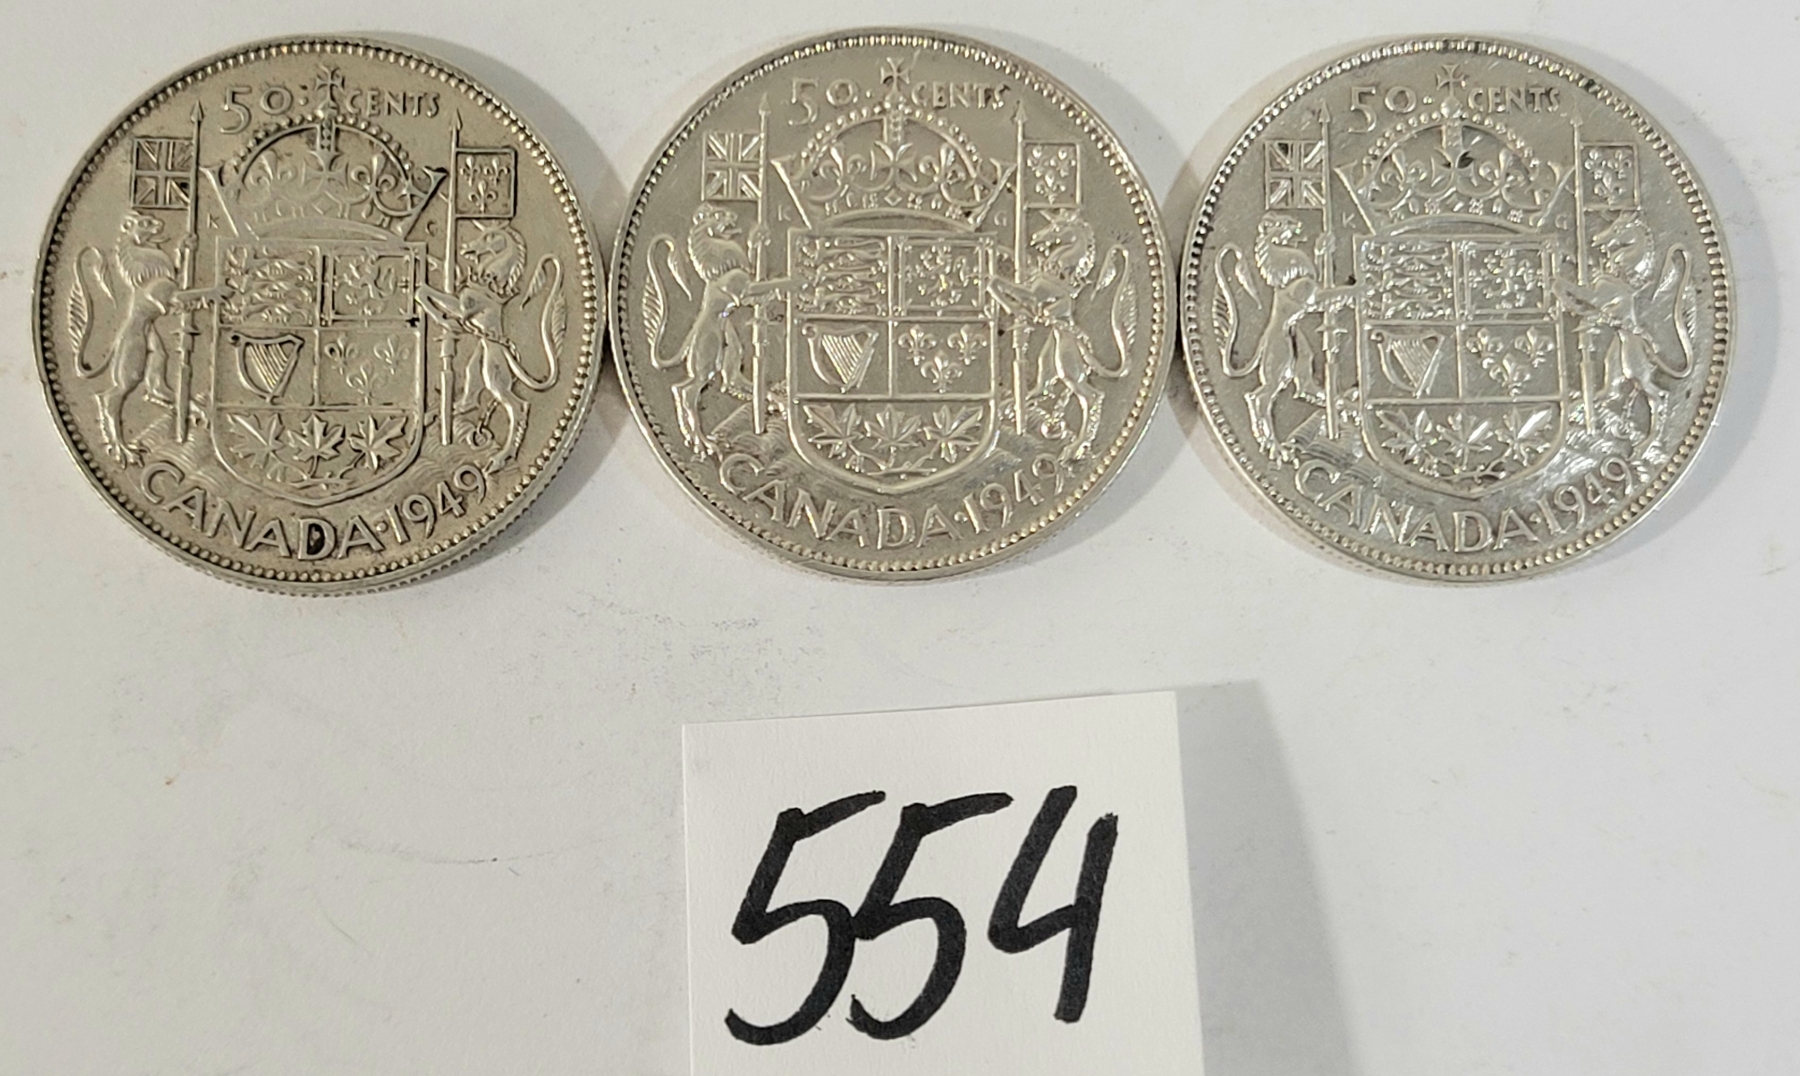 50 · CENTS
K G
CANADA · 1949
50 · CENTS
K G
CANADA · 1949
50 · CENTS
K G
CANADA · 1949
554